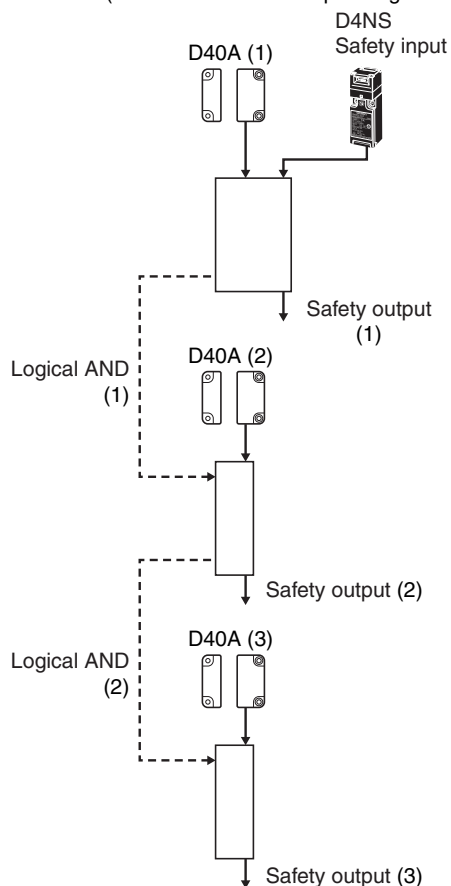 D4NS
Safety input
D40A (1)
Safety output
(1)
D40A (2)
Logical AND
(1)
Safety output (2)
D40A (3)
Logical AND
(2)
Safety output (3)